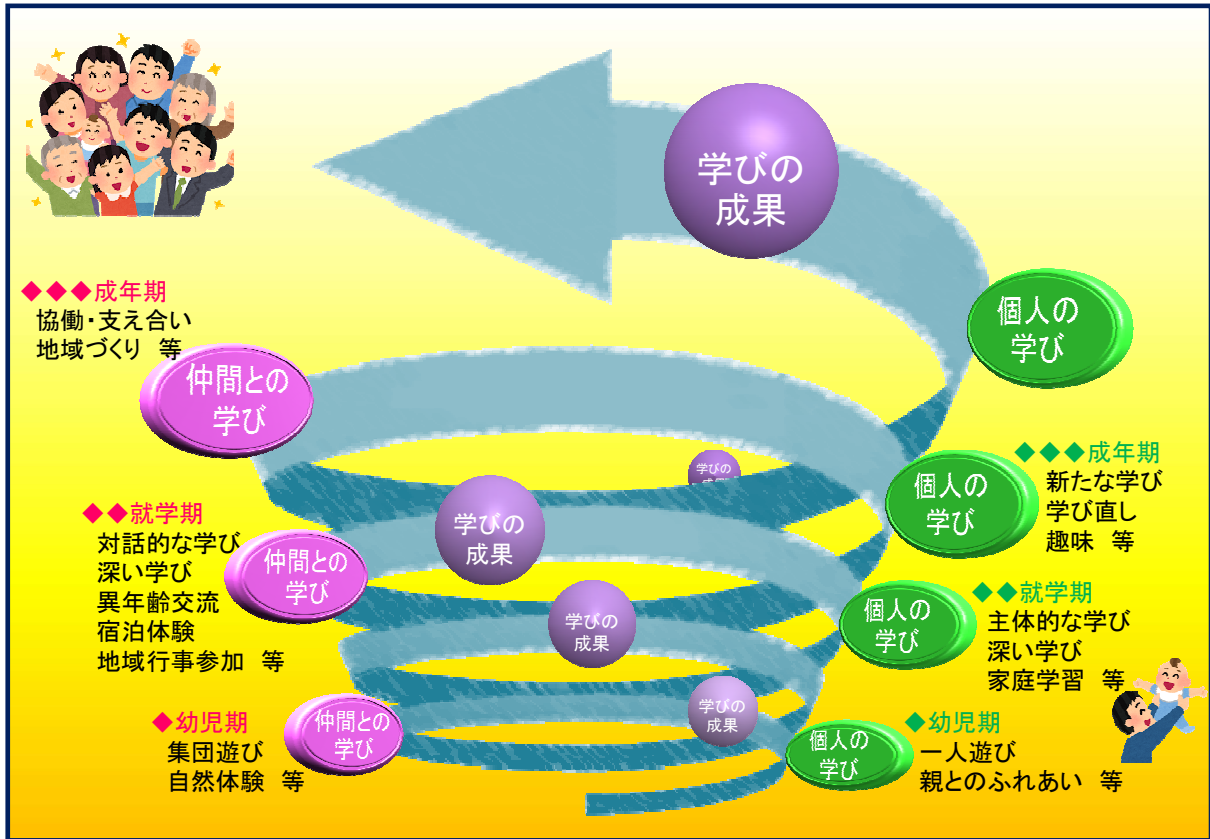 学びの
成果
個人の
学び
◆◆◆成年期
協働・支え合い
地域づくり 等
仲間との
学び
◆◆◆成年期
新たな学び
学び直し
趣味 等
個人の
学び
学びの
学びの
成果
◆◆就学期
対話的な学び
深い学び
異年齢交流
宿泊体験
地域行事参加 等
仲間との
学び
学びの
成果
個人の
学び
◆◆就学期
主体的な学び
深い学び
家庭学習 等
◆幼児期
集団遊び
自然体験 等
仲間との
学び
学びの
成果
個人の
学び
◆幼児期
一人遊び
親とのふれあい 等